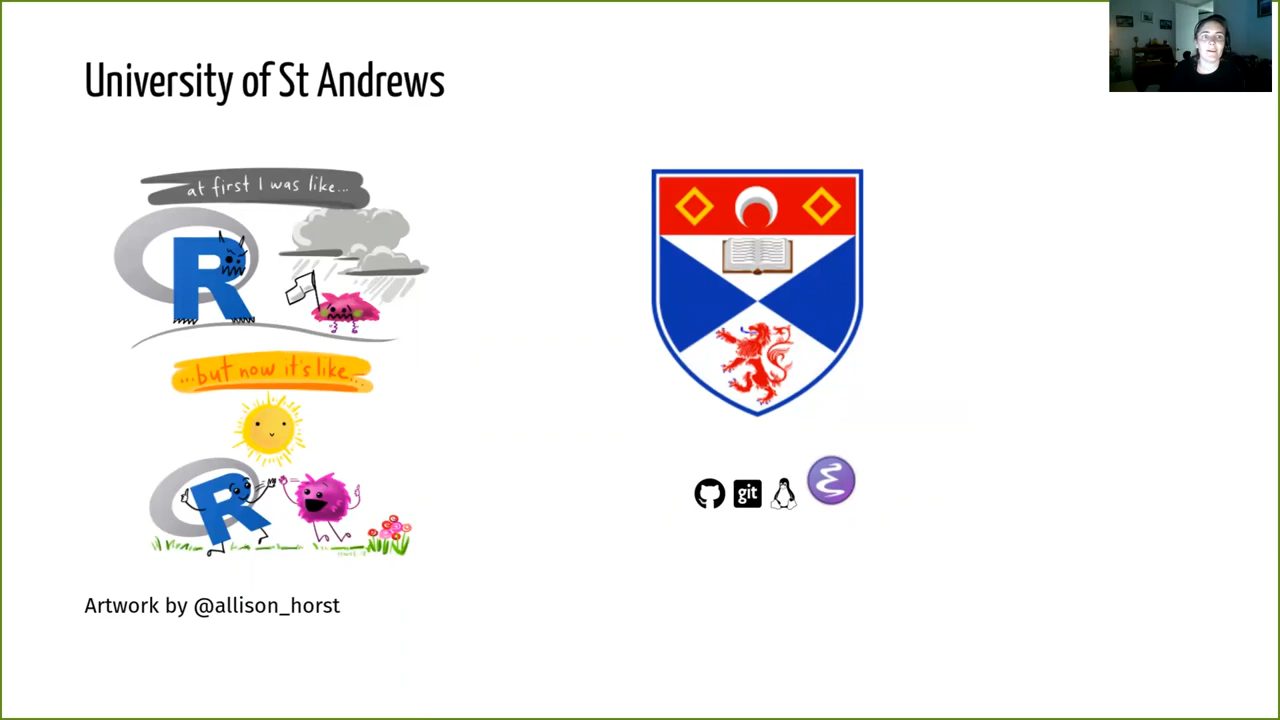 University of St Andrews
at first I was like...
R
...but now it's like...
R
git
Artwork by @allison_horst